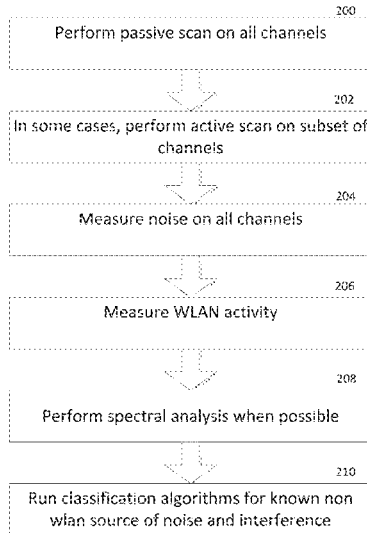 200
Perform passive scan on all channels
202
In some cases, perform active scan on subset of
channels
204
Measure noise on all channels
206
Measure WLAN activity
208
Perform spectral analysis when possible
210
Run classification algorithms for known non
wlan source of noise and interference